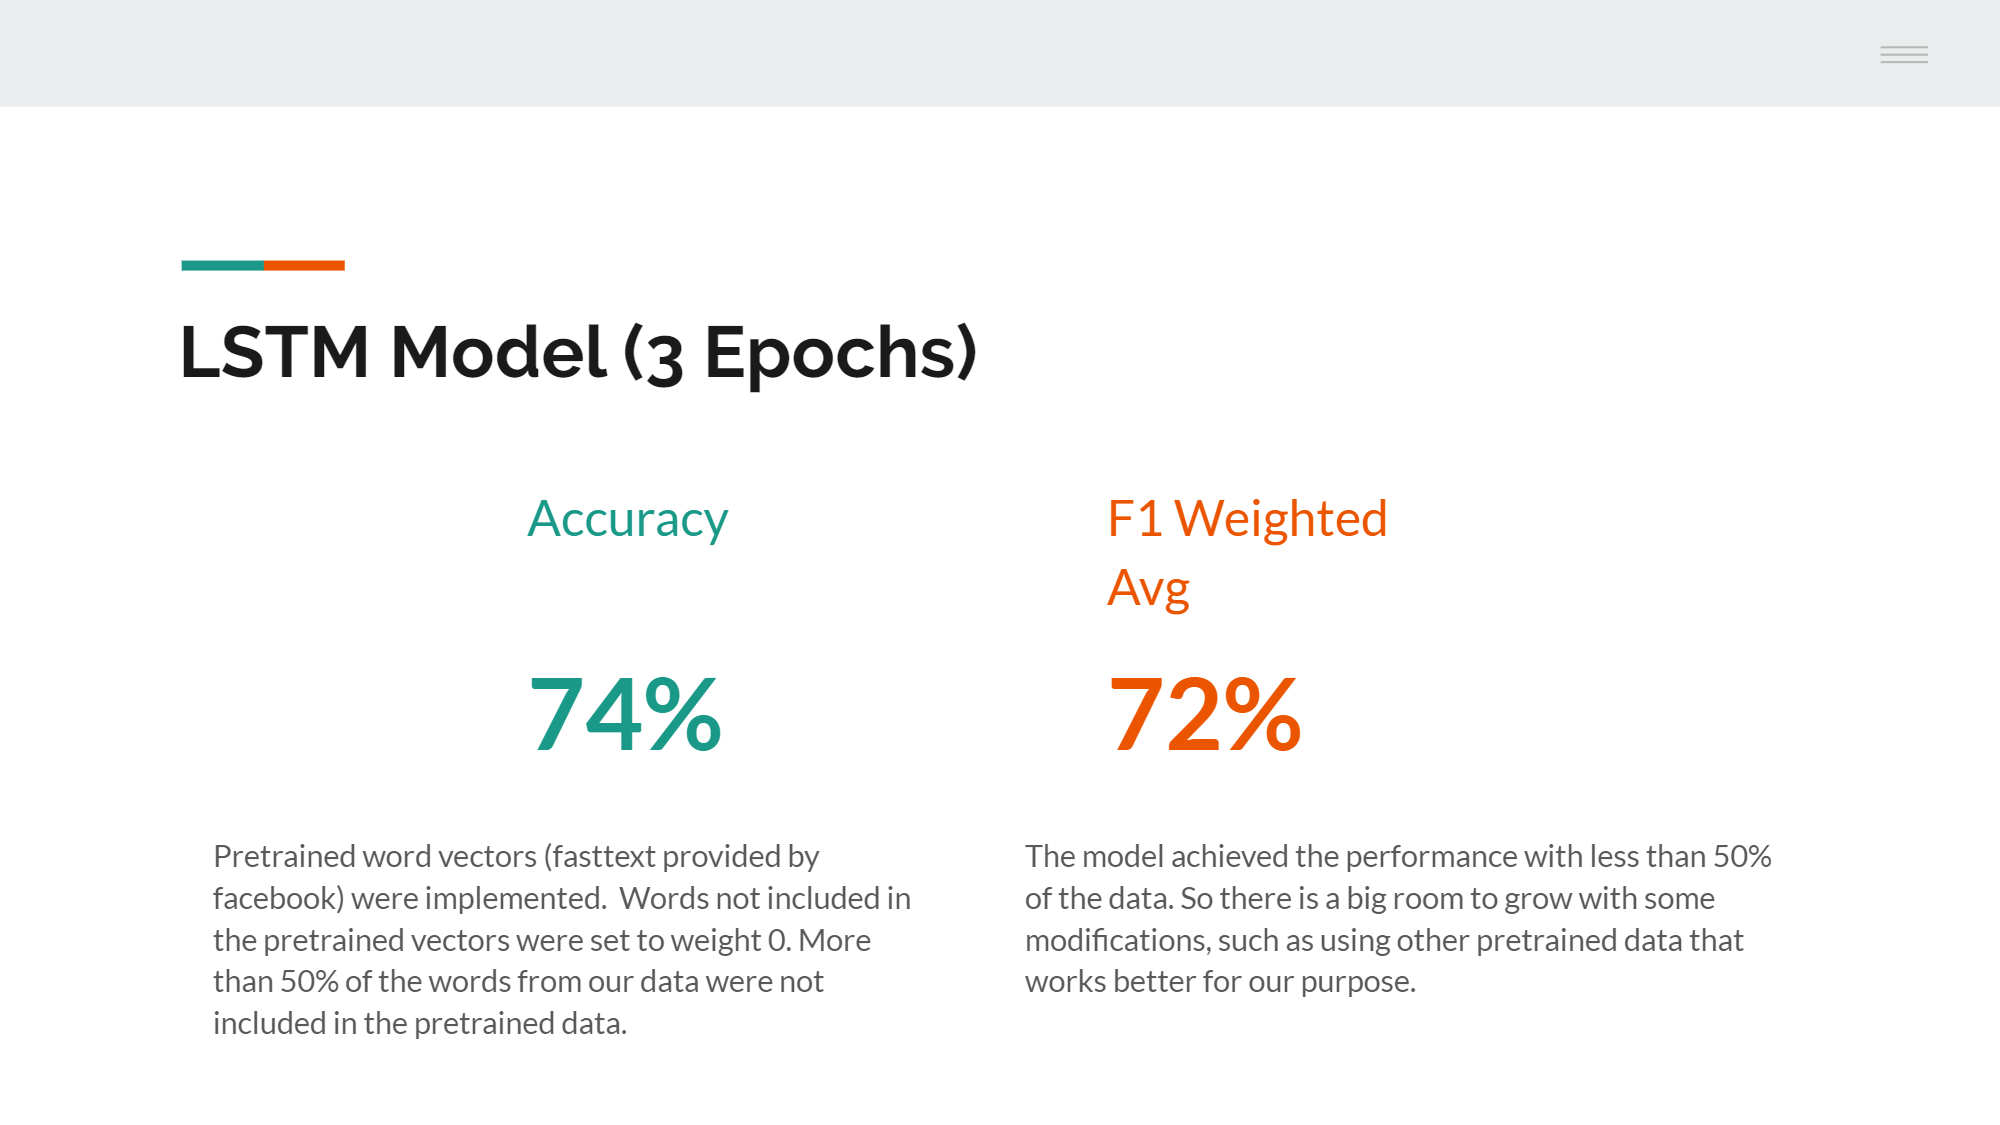 LSTM Model (3 Epochs)
Accuracy
74%
Pretrained word vectors (fasttext provided by
facebook) were implemented.  Words not included in
the pretrained vectors were set to weight 0. More
than 50% of the words from our data were not
included in the pretrained data.
F1 Weighted
Avg
72%
The model achieved the performance with less than 50%
of the data. So there is a big room to grow with some
modifications, such as using other pretrained data that
works better for our purpose.